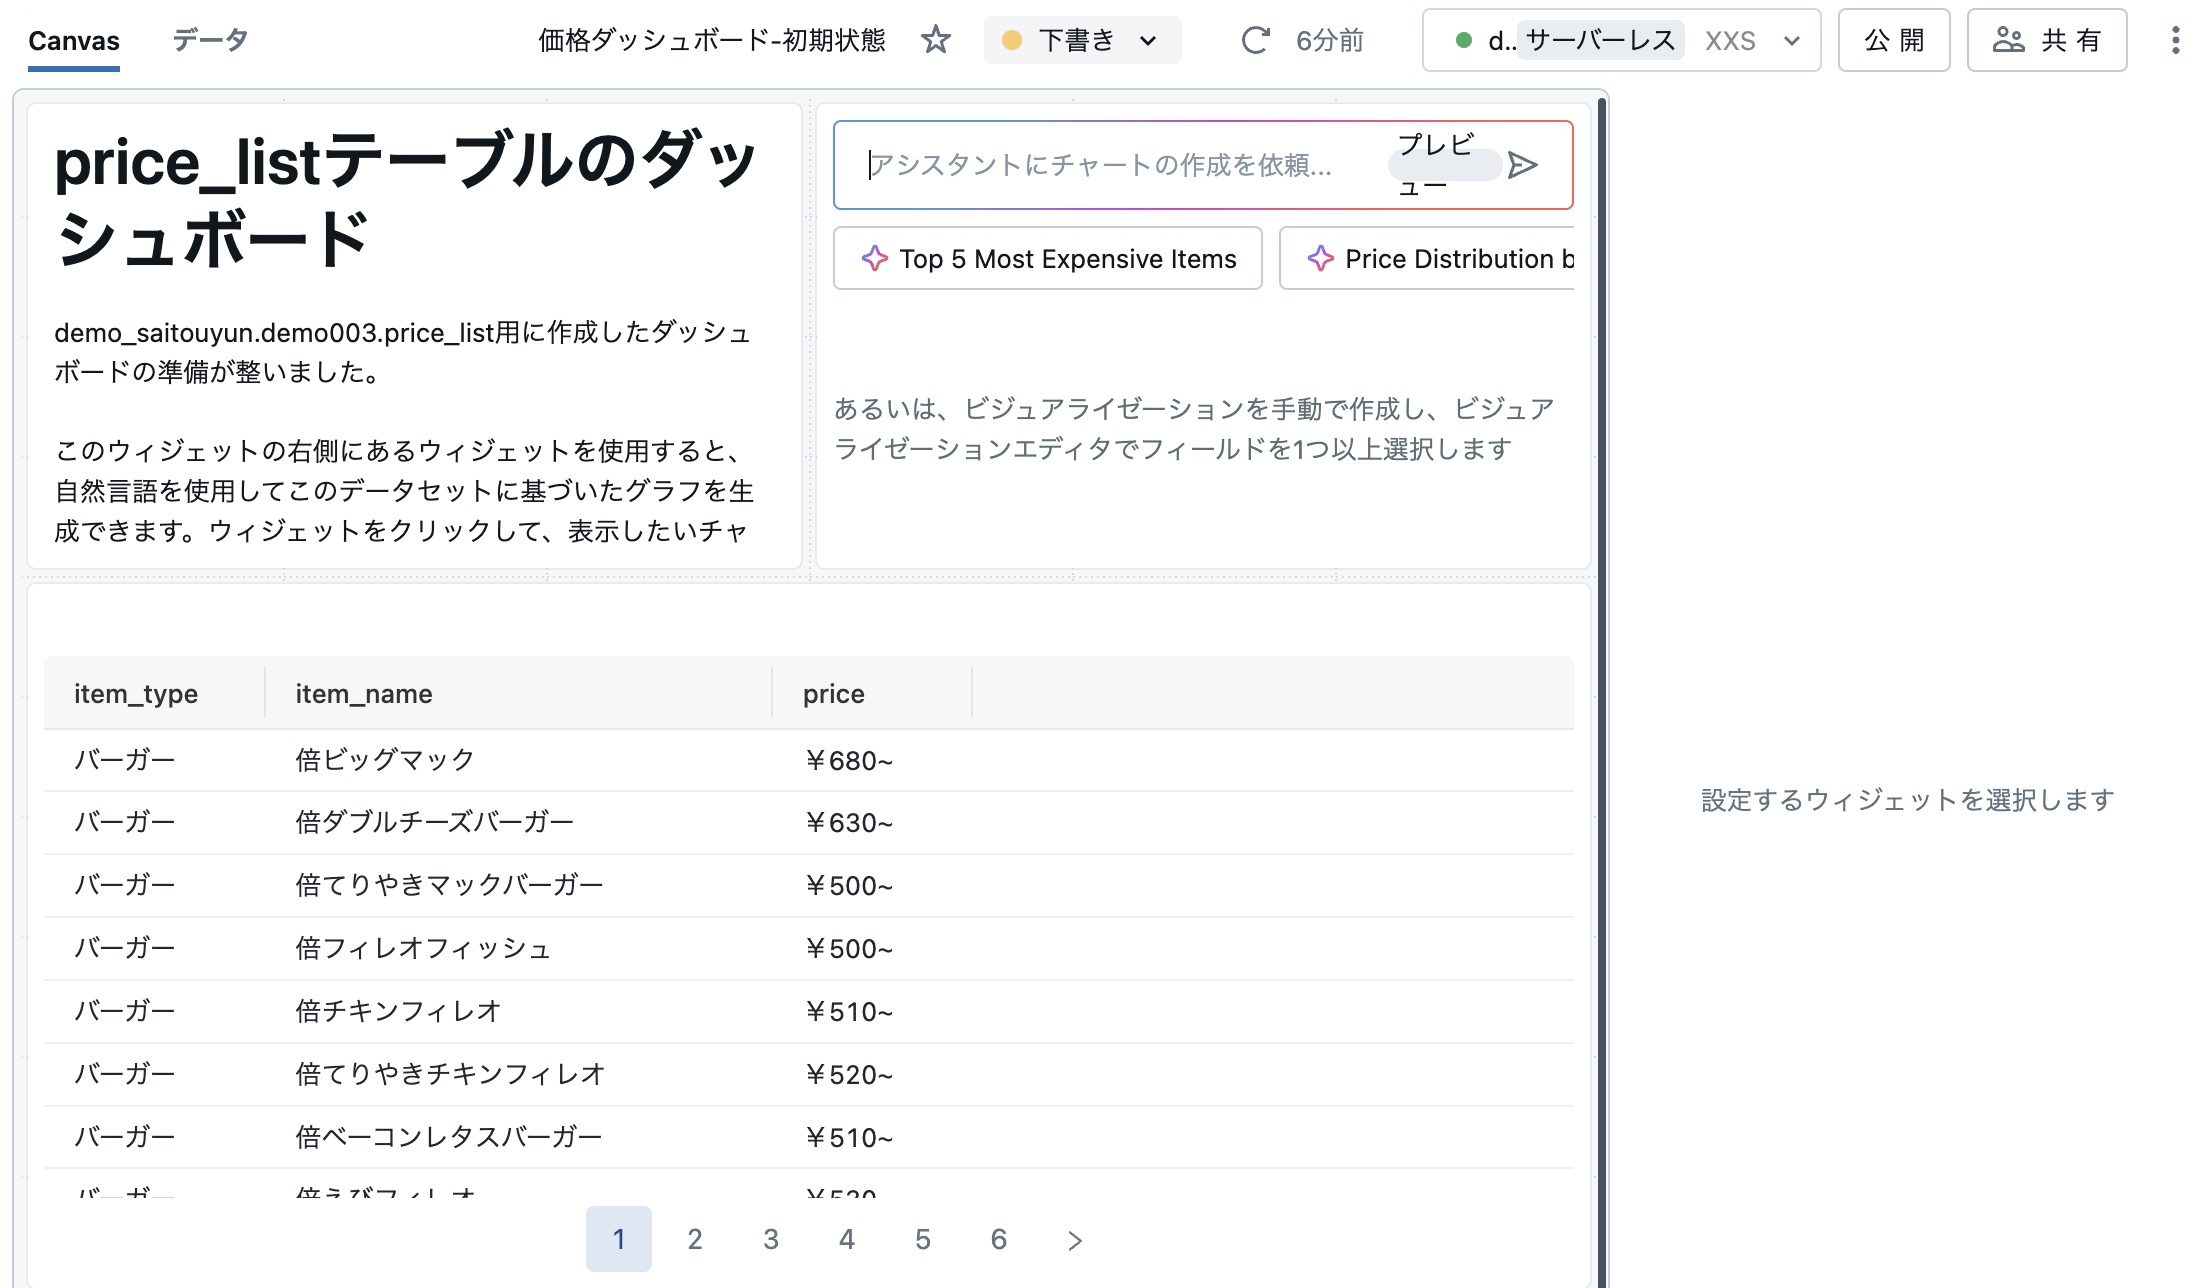 Canvas データ 価格ダッシュボード-初期状態 下書き 6分前 d.. サーバーレス XXS 公開 共有
price_listテーブルのダッ
シュボード
demo_saitouyun.demo003.price_list用に作成したダッシュ
ボードの準備が整いました。
このウィジェットの右側にあるウィジェットを使用すると、
自然言語を使用してこのデータセットに基づいたグラフを生
成できます。ウィジェットをクリックして、表示したいチャ
アシスタントにチャートの作成を依頼...
プレビ
ュー
Top 5 Most Expensive Items
Price Distribution b
あるいは、ビジュアライゼーションを手動で作成し、ビジュア
ライゼーションエディタでフィールドを1つ以上選択します
item_type item_name price
バーガー 倍ビッグマック ￥680~
バーガー 倍ダブルチーズバーガー ￥630~
バーガー 倍てりやきマックバーガー ￥500~
バーガー 倍フィレオフィッシュ ￥500~
バーガー 倍チキンフィレオ ￥510~
バーガー 倍てりやきチキンフィレオ ￥520~
バーガー 倍ベーコンレタスバーガー ￥510~
バーガー 倍えびフィレオ
1 2 3 4 5 6 >
設定するウィジェットを選択します